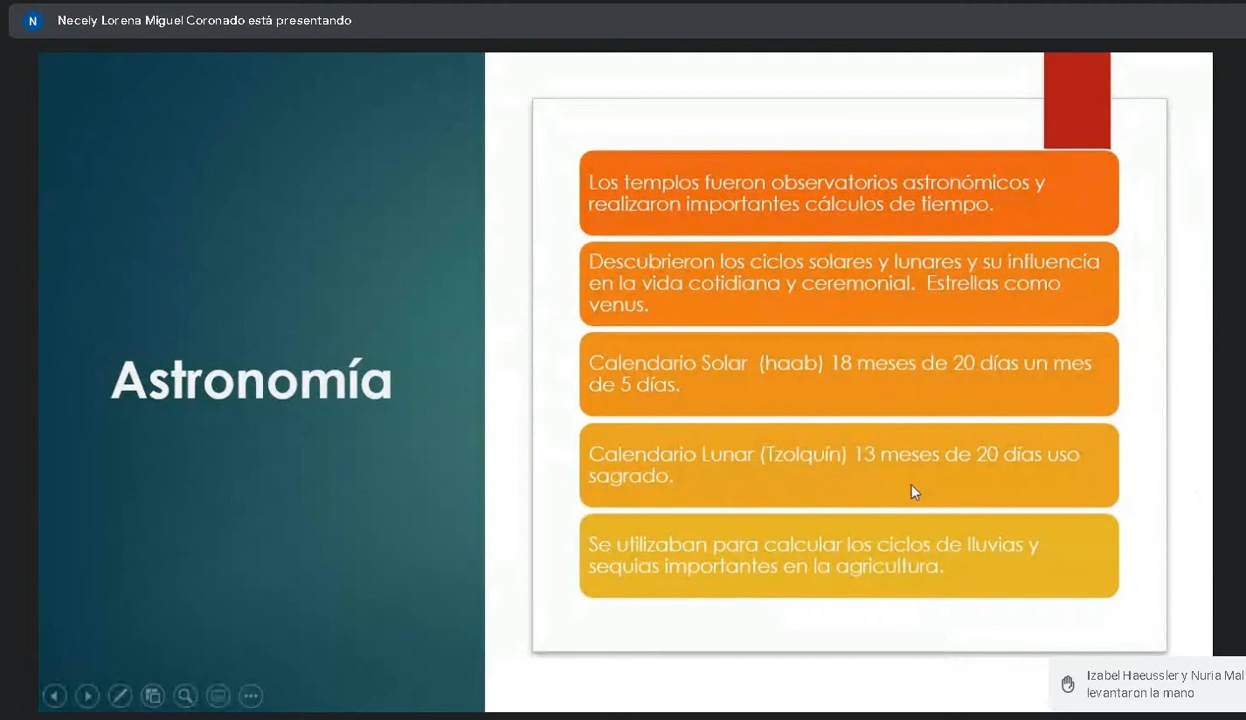 N Necely Lorena Miguel Coronado está presentando
Astronomía
Los templos fueron observatorios astronómicos y
realizaron importantes cálculos de tiempo.
Descubrieron los ciclos solares y lunares y su influencia
en la vida cotidiana y ceremonial. Estrellas como
venus.
Calendario Solar (haab) 18 meses de 20 días un mes
de 5 días.
Calendario Lunar (Tzolquín) 13 meses de 20 días uso
sagrado.
Se utilizaban para calcular los ciclos de lluvias y
sequias importantes en la agricultura.
Izabel Haeussler y Nuria Mal
levantaron la mano